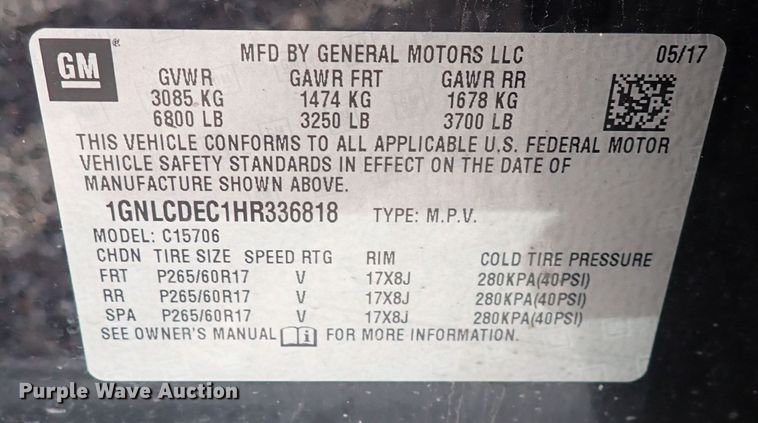 GM ® MFD BY GENERAL MOTORS LLC 05/17
GVWR GAWR FRT GAWR RR
3085 KG 1474 KG 1678 KG
6800 LB 3250 LB 3700 LB
THIS VEHICLE CONFORMS TO ALL APPLICABLE U.S. FEDERAL MOTOR
VEHICLE SAFETY STANDARDS IN EFFECT ON THE DATE OF
MANUFACTURE SHOWN ABOVE.
1GNLCDEC1HR336818 TYPE: M.P.V.
MODEL: C15706
CHDN TIRE SIZE SPEED RTG RIM COLD TIRE PRESSURE
FRT P265/60R17 V 17X8J 280KPA(40PSI)
RR P265/60R17 V 17X8J 280KPA(40PSI)
SPA P265/60R17 V 17X8J 280KPA(40PSI)
SEE OWNER'S MANUAL i FOR MORE INFORMATION.
Purple Wave Auction